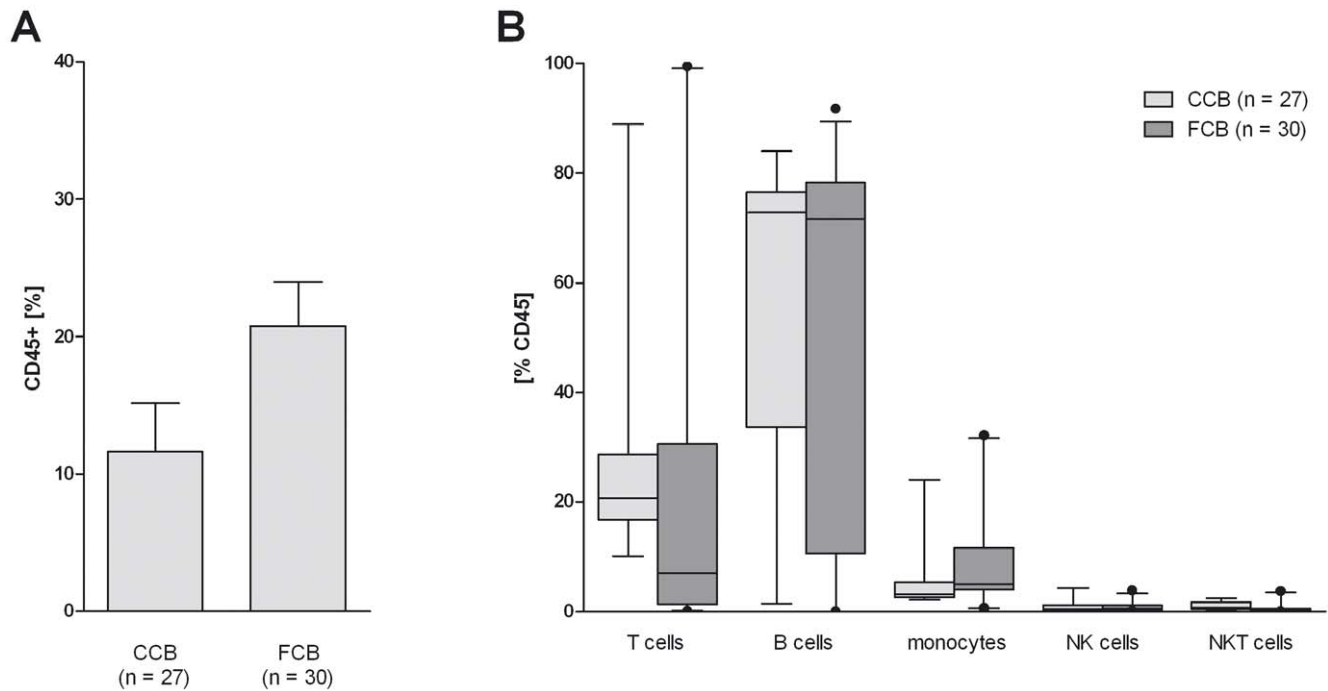 A
CD45+ [%]
40
30
20
10
0
CCB
(n = 27)
FCB
(n = 30)
B
[% CD45]
100
80
60
40
20
0
CCB (n = 27)
FCB (n = 30)
T cells
B cells
monocytes
NK cells
NKT cells